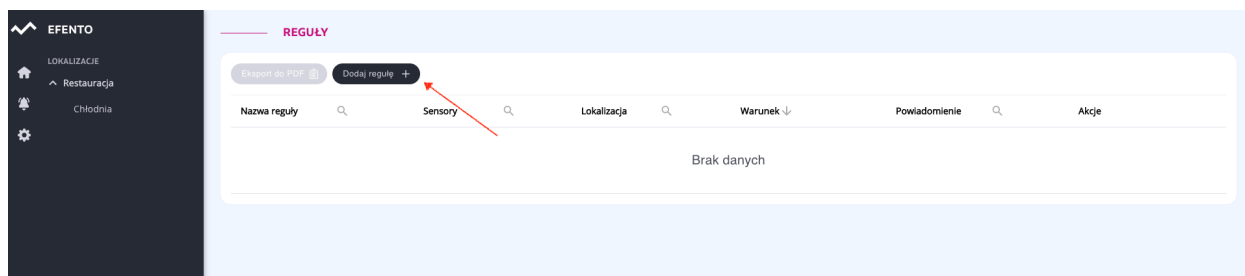 EFENTO
LOKALIZACJE
Restauracja
Chłodnia
REGUŁY
Eksport do PDF
Dodaj regułę +
Nazwa reguły Sensory Lokalizacja Warunek Powiadomienie Akcje
Brak danych